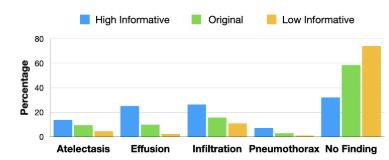 High Informative Original Low Informative
80
60
40
20
0
Percentage
Atelectasis Effusion Infiltration Pneumothorax No Finding